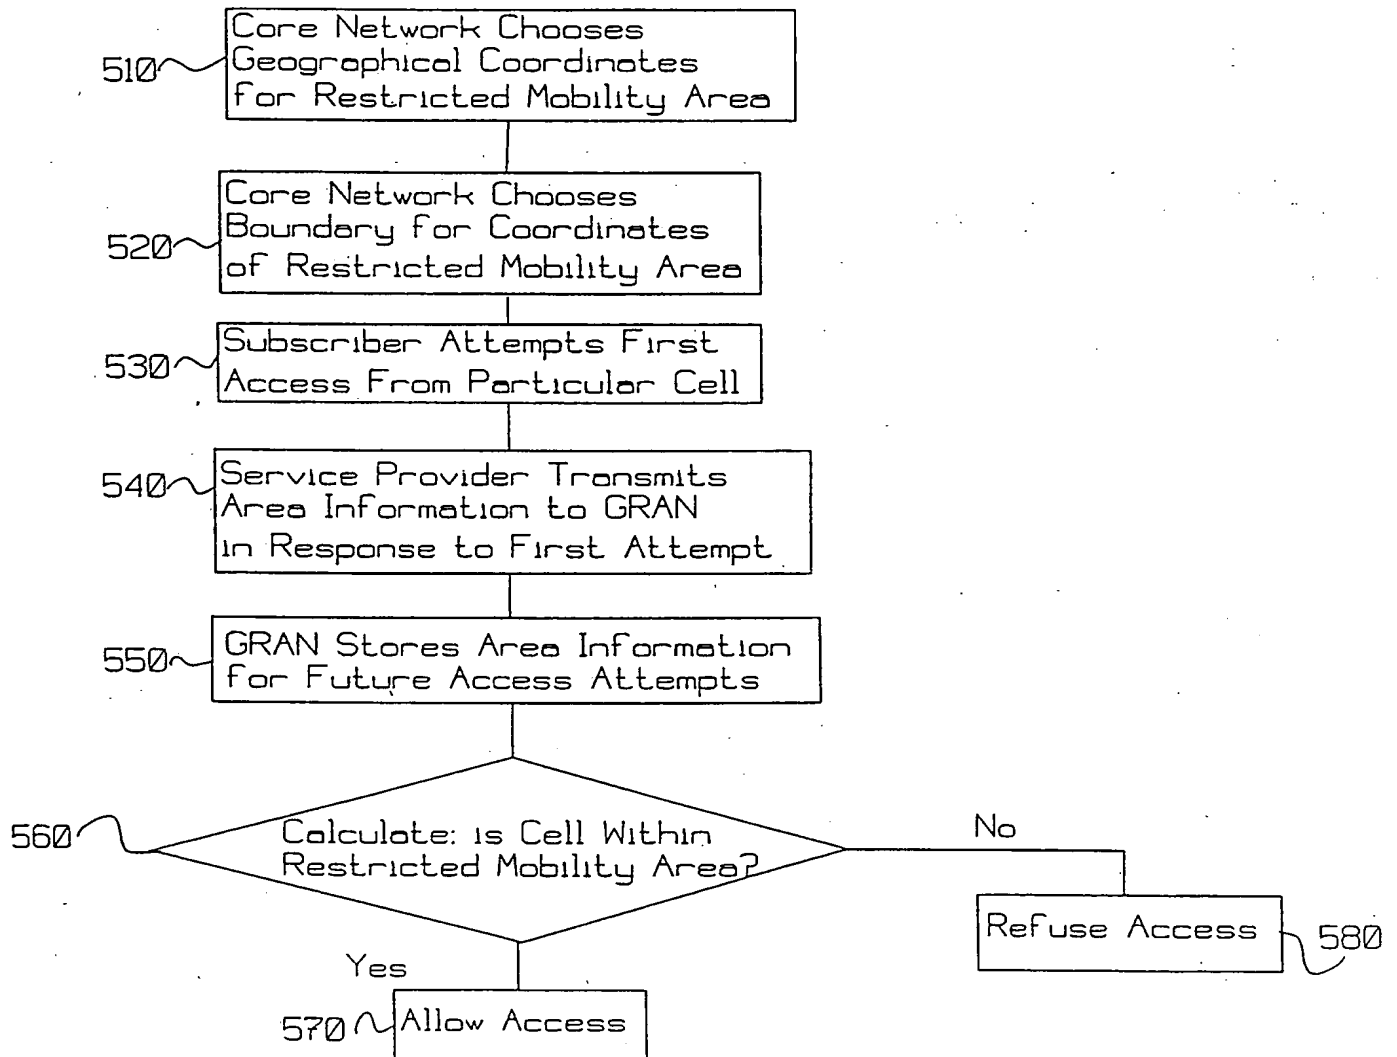 Core Network Chooses
510 Geographical Coordinates
for Restricted Mobility Area
Core Network Chooses
520 Boundary for Coordinates
of Restricted Mobility Area
530 Subscriber Attempts First
Access From Particular Cell
540 Service Provider Transmits
Area Information to GRAN
in Response to First Attempt
550 GRAN Stores Area Information
for Future Access Attempts
560 Calculate: is Cell Within
Restricted Mobility Area?
No
Refuse Access 580
Yes
570 Allow Access